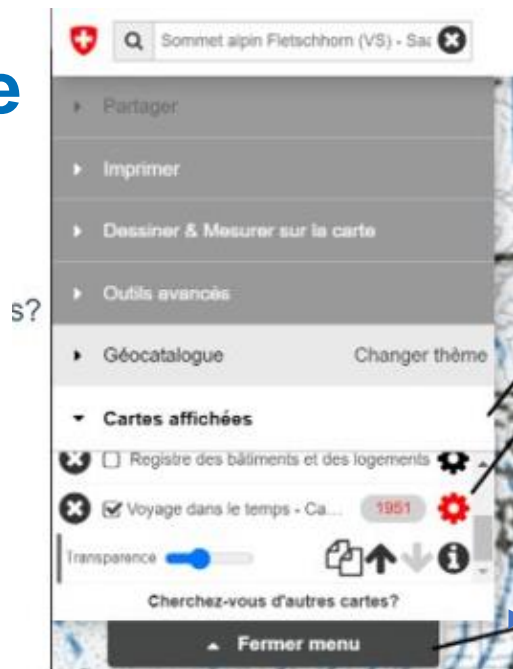 Sommet alpin Fletschhorn (VS) - Saa
e
Partager
Imprimer
Dessiner & Mesurer sur la carte
Outils avancés
s?
Géocatalogue Changer thème
Cartes affichées
Registre des bâtiments et des logements
Voyage dans le temps - Ca... 1951
Transparence
Cherchez-vous d'autres cartes?
Fermer menu